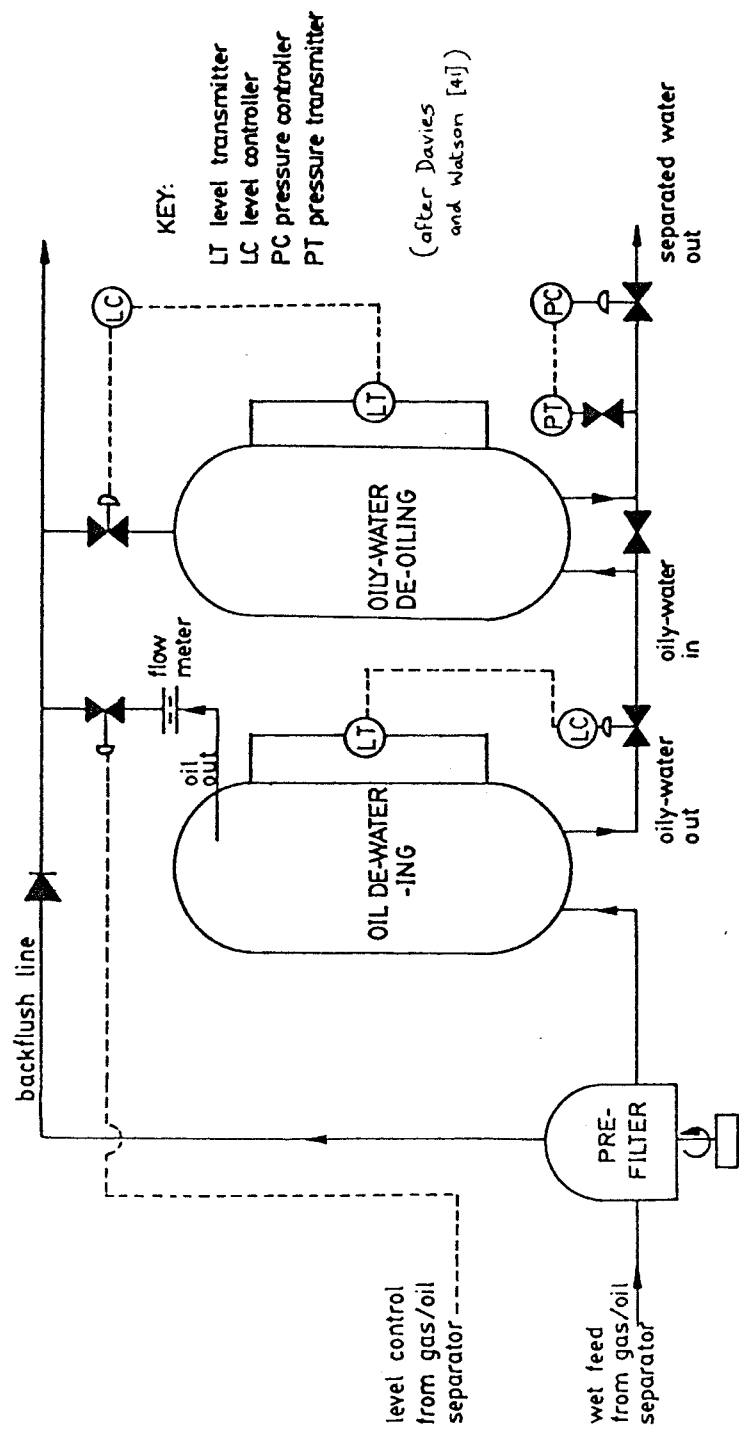 backflush line
level control
from gas/oil
separator
wet feed
from gas/oil
separator
PRE-
FILTER
OIL DE-WATER
-ING
oil
out
flow
meter
LT
LC
oily-water
out
oily-water
in
OILY-WATER
DE-OILING
LT
LC
PT
PC
separated water
out
KEY:
LT level transmitter
LC level controller
PC pressure controller
PT pressure transmitter
(after Davies
and Watson [41]